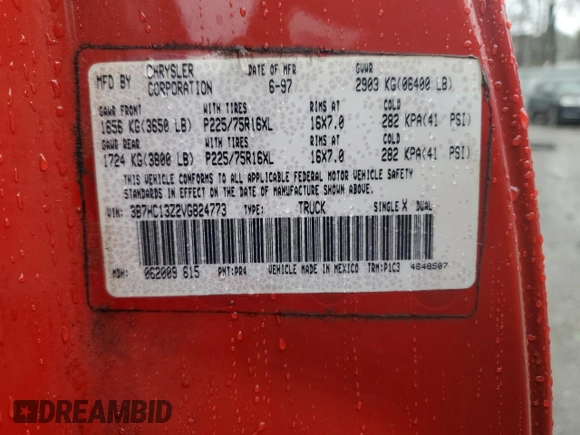 MFD BY CHRYSLER CORPORATION DATE OF MFR 6-97 GVWR 2903 KG(06400 LB)
GAWR FRONT WITH TIRES RIMS AT COLD
1656 KG(3650 LB) P225/75R16XL 16X7.0 282 KPA(41 PSI)
GAWR REAR WITH TIRES RIMS AT COLD
1724 KG(3800 LB) P225/75R16XL 16X7.0 282 KPA(41 PSI)
THIS VEHICLE CONFORMS TO ALL APPLICABLE FEDERAL MOTOR VEHICLE SAFETY
STANDARDS IN EFFECT ON THE DATE OF MANUFACTURE SHOWN ABOVE.
VIN: 3B7HC13Z2VG824773 TYPE: TRUCK SINGLE X DUAL
MDH: 062009 615 PNT:PR4 VEHICLE MADE IN MEXICO TRM:P1C3 4648507
DREAMBID